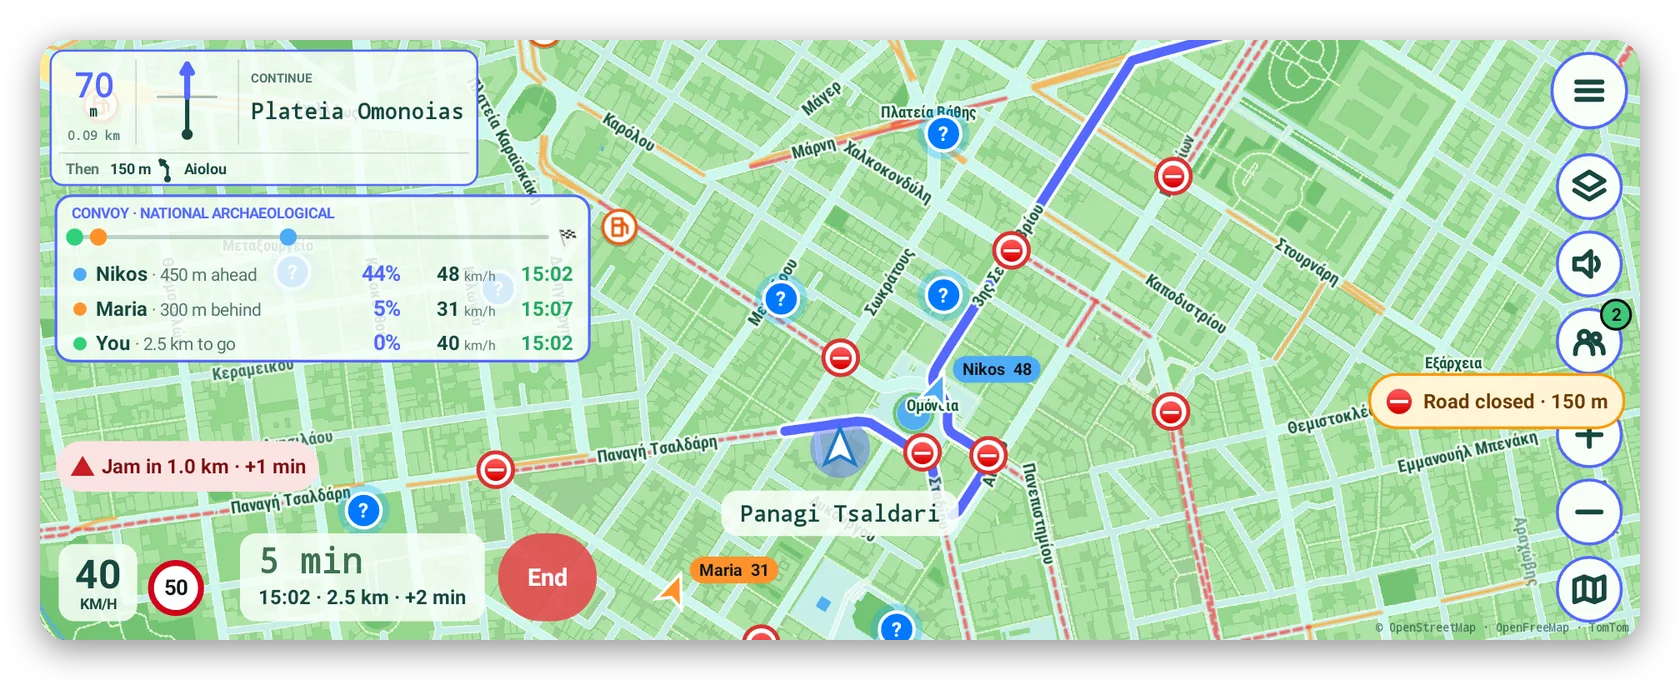 70
m
0.09 km
CONTINUE
Plateia Omonoias
Then 150 m Aiolou
CONVOY · NATIONAL ARCHAEOLOGICAL
Μεταξουργείο
Nikos · 450 m ahead 44% 48 km/h 15:02
Maria · 300 m behind 5% 31 km/h 15:07
You · 2.5 km to go 0% 40 km/h 15:02
Κεραμεικού
Πλατεία Καραϊσκάκη
Καρόλου
Μάγερ
Πλατεία Βάθης
Μάρνη
Χαλκοκονδύλη
Σωκράτους
Στουρνάρη
Καποδιστρίου
Εξάρχεια
2
Nikos 48
Ομόνοια
Road closed · 150 m
Εμμανουήλ Μπενάκη
Παναγή Τσαλδάρη
Jam in 1.0 km · +1 min
Παναγή Τσαλδάρη
Panagi Tsaldari
Πανεπιστημίου
Αραχώβης
Maria 31
40
KM/H
50
5 min
15:02 · 2.5 km · +2 min
End
© OpenStreetMap · OpenFreeMap · TomTom